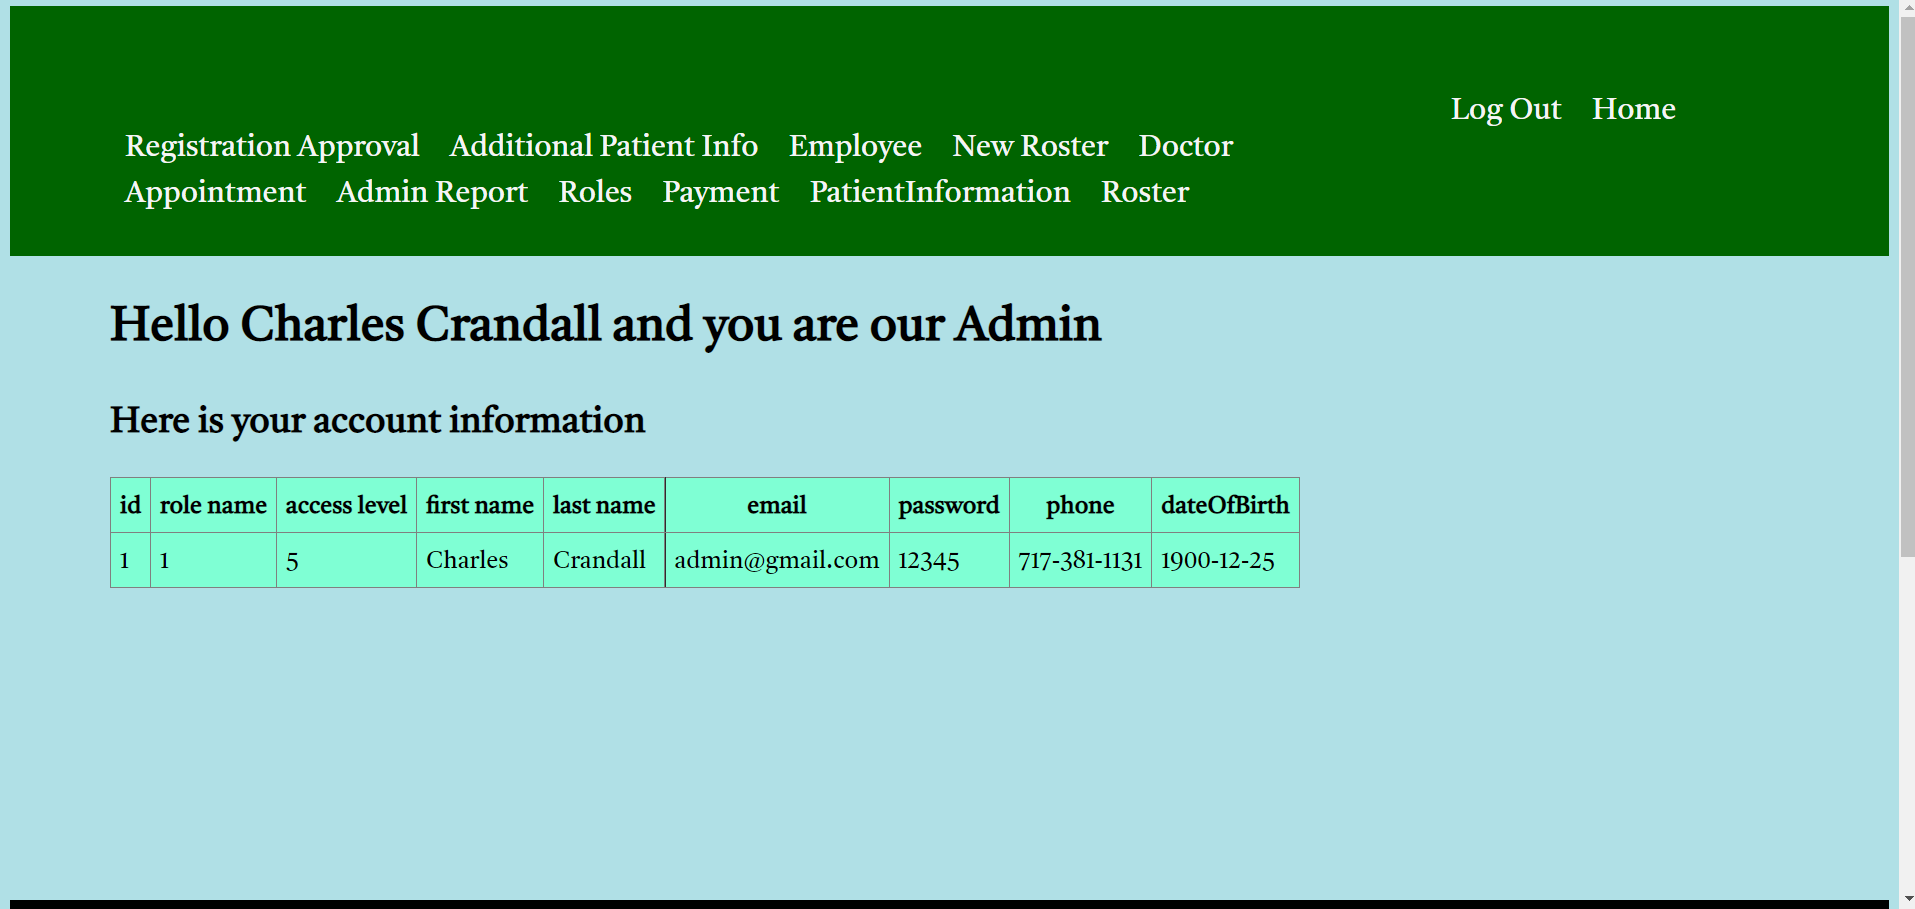 Log Out Home
Registration Approval Additional Patient Info Employee New Roster Doctor
Appointment Admin Report Roles Payment PatientInformation Roster
Hello Charles Crandall and you are our Admin
Here is your account information
id role name access level first name last name email password phone dateOfBirth
1 1 5 Charles Crandall admin@gmail.com 12345 717-381-1131 1900-12-25